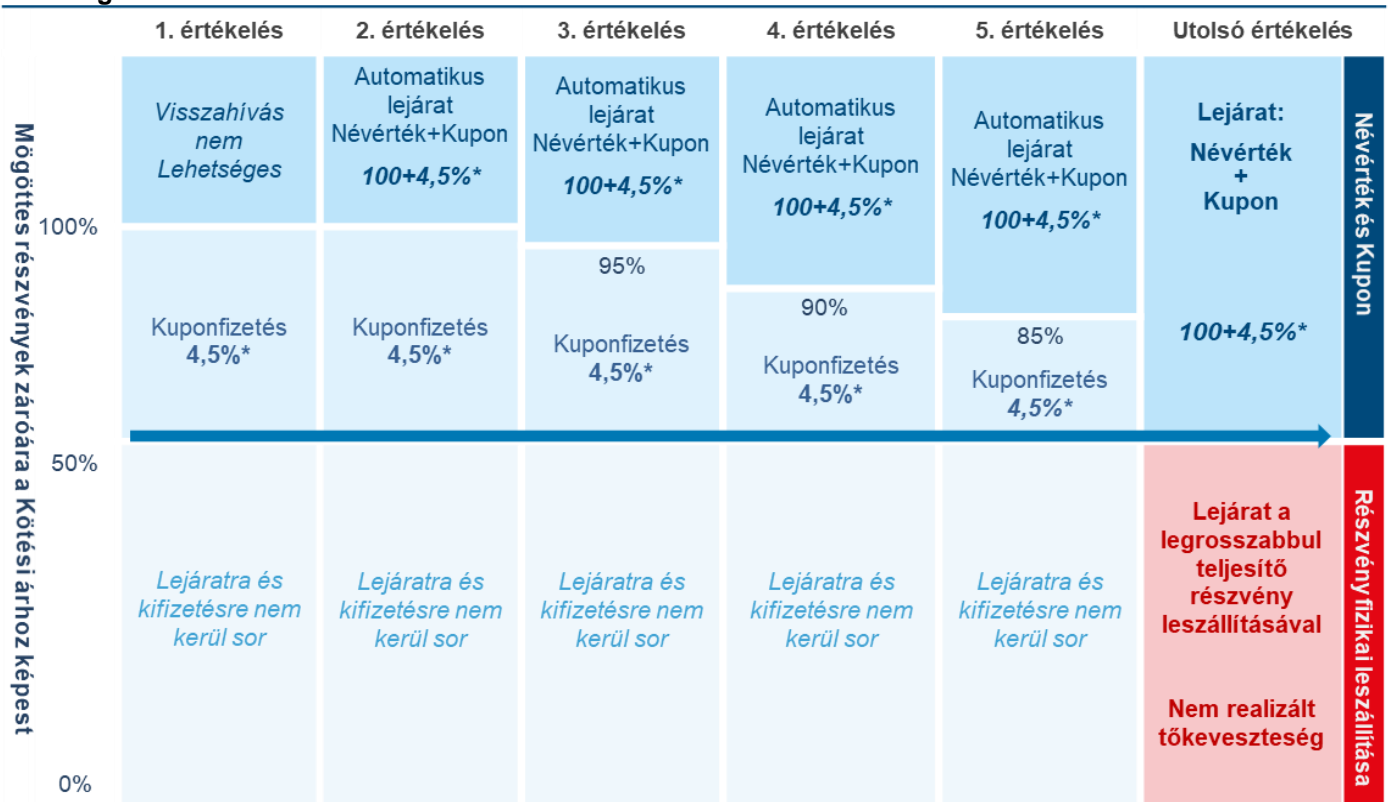 1. értékelés
2. értékelés
3. értékelés
4. értékelés
5. értékelés
Utolsó értékelés
Mögöttes részvények záróára a Kötési árhoz képest
100%
50%
0%
Visszahívás
nem
Lehetséges
Kuponfizetés
4,5%*
Lejáratra és
kifizetésre nem
kerül sor
Automatikus
lejárat
Névérték+Kupon
100+4,5%*
Kuponfizetés
4,5%*
Lejáratra és
kifizetésre nem
kerül sor
Automatikus
lejárat
Névérték+Kupon
100+4,5%*
95%
Kuponfizetés
4,5%*
Lejáratra és
kifizetésre nem
kerül sor
Automatikus
lejárat
Névérték+Kupon
100+4,5%*
90%
Kuponfizetés
4,5%*
Lejáratra és
kifizetésre nem
kerül sor
Automatikus
lejárat
Névérték+Kupon
100+4,5%*
85%
Kuponfizetés
4,5%*
Lejáratra és
kifizetésre nem
kerül sor
Lejárat:
Névérték
+
Kupon
100+4,5%*
Lejárat a
legrosszabbul
teljesítő
részvény
leszállításával
Nem realizált
tőkeveszteség
Névérték és Kupon
Részvény fizikai leszállítása